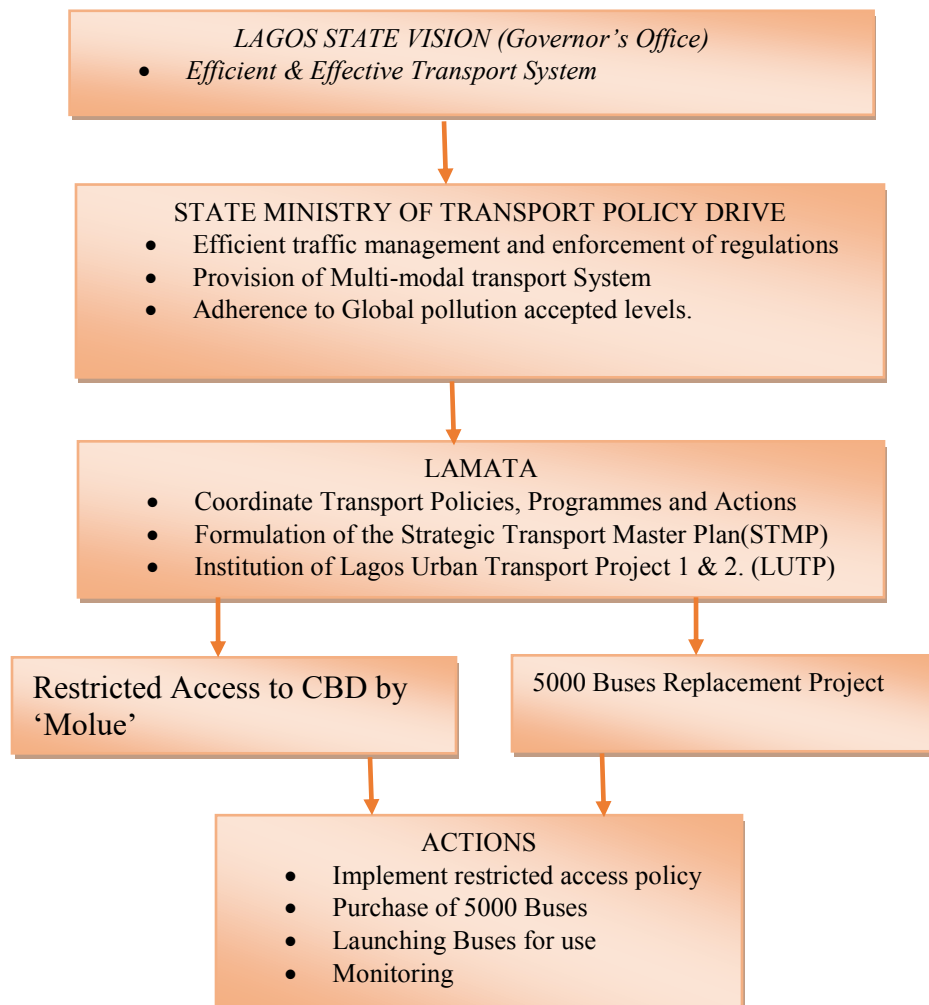 LAGOS STATE VISION (Governor’s Office)
• Efficient & Effective Transport System
STATE MINISTRY OF TRANSPORT POLICY DRIVE
• Efficient traffic management and enforcement of regulations
• Provision of Multi-modal transport System
• Adherence to Global pollution accepted levels.
LAMATA
• Coordinate Transport Policies, Programmes and Actions
• Formulation of the Strategic Transport Master Plan(STMP)
• Institution of Lagos Urban Transport Project 1 & 2. (LUTP)
Restricted Access to CBD by
‘Molue’
5000 Buses Replacement Project
ACTIONS
• Implement restricted access policy
• Purchase of 5000 Buses
• Launching Buses for use
• Monitoring